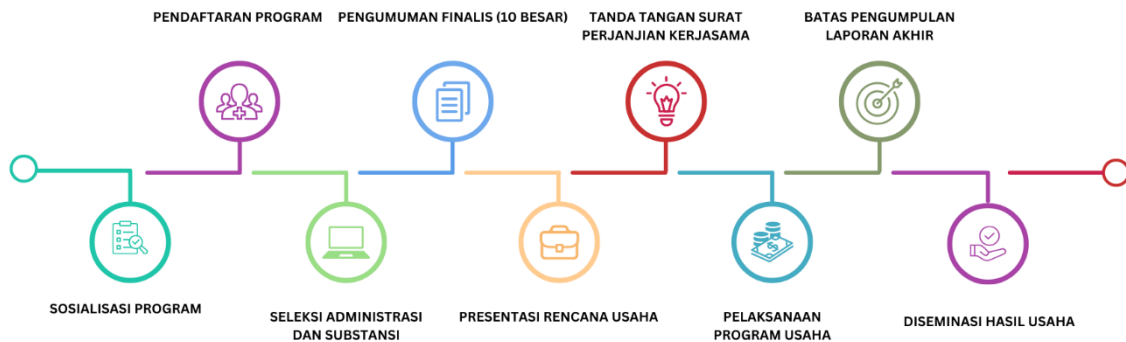 PENDAFTARAN PROGRAM
PENGUMUMAN FINALIS (10 BESAR)
TANDA TANGAN SURAT
PERJANJIAN KERJASAMA
BATAS PENGUMPULAN
LAPORAN AKHIR
SOSIALISASI PROGRAM
SELEKSI ADMINISTRASI
DAN SUBSTANSI
PRESENTASI RENCANA USAHA
PELAKSANAAN
PROGRAM USAHA
DISEMINASI HASIL USAHA